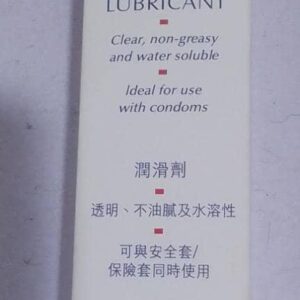 LUBRICANT
Clear, non-greasy
and water soluble
Ideal for use
with condoms
潤滑劑
透明、不油膩及水溶性
可與安全套/
保險套同時使用